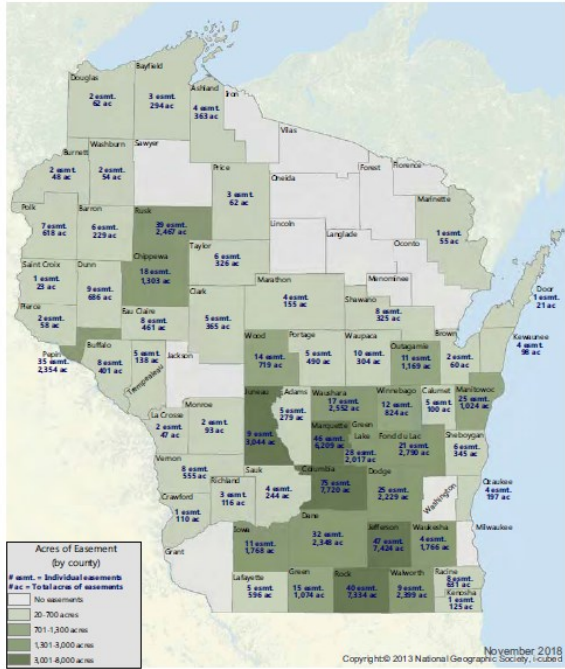 Bayfield
Douglas
Ashland
Iron
2 esmt.
62 ac
3 esmt.
294 ac
4 esmt.
363 ac
Vilas
Washburn
Sawyer
Burnett
2 esmt.
48 ac
2 esmt.
54 ac
Price
3 esmt.
62 ac
Oneida
Forest
Florence
Marinette
1 esmt.
55 ac
Polk
7 esmt.
618 ac
Barron
6 esmt.
229 ac
Rusk
39 esmt.
2,467 ac
Lincoln
Langlade
Oconto
Chippewa
18 esmt.
1,303 ac
Taylor
6 esmt.
326 ac
Saint Croix
1 esmt.
23 ac
Dunn
9 esmt.
686 ac
Menominee
Door
1 esmt.
21 ac
Marathon
4 esmt.
155 ac
Clark
5 esmt.
365 ac
Shawano
8 esmt.
325 ac
Pierce
2 esmt.
58 ac
Eau Claire
8 esmt.
461 ac
Brown
2 esmt.
60 ac
Kewaunee
4 esmt.
98 ac
Pepin
35 esmt.
2,354 ac
Buffalo
8 esmt.
401 ac
Trempealeau
5 esmt.
138 ac
Jackson
Wood
14 esmt.
719 ac
Portage
5 esmt.
490 ac
Waupaca
10 esmt.
304 ac
Outagamie
11 esmt.
1,169 ac
La Crosse
2 esmt.
47 ac
Monroe
2 esmt.
93 ac
Juneau
9 esmt.
3,044 ac
Adams
5 esmt.
279 ac
Waushara
17 esmt.
2,552 ac
Winnebago
12 esmt.
824 ac
Calumet
5 esmt.
100 ac
Manitowoc
25 esmt.
1,024 ac
Marquette
46 esmt.
6,209 ac
Green
Lake
28 esmt.
2,017 ac
Fond du Lac
21 esmt.
2,790 ac
Sheboygan
6 esmt.
345 ac
Vernon
8 esmt.
555 ac
Richland
3 esmt.
116 ac
Sauk
4 esmt.
244 ac
Columbia
75 esmt.
7,720 ac
Dodge
25 esmt.
2,229 ac
Washington
Ozaukee
4 esmt.
197 ac
Crawford
1 esmt.
110 ac
Grant
Iowa
11 esmt.
1,768 ac
Dane
32 esmt.
2,348 ac
Jefferson
47 esmt.
7,424 ac
Waukesha
4 esmt.
1,766 ac
Milwaukee
Lafayette
5 esmt.
596 ac
Green
15 esmt.
1,074 ac
Rock
40 esmt.
7,334 ac
Walworth
9 esmt.
2,399 ac
Racine
8 esmt.
631 ac
Kenosha
1 esmt.
125 ac
Acres of Easement
(by county)
# esmt. = Individual easements
# ac = Total acres of easements
No easements
20-700 acres
701-1,300 acres
1,301-3,000 acres
3,001-8,000 acres
November 2018
Copyright:© 2013 National Geographic Society, i-cubed